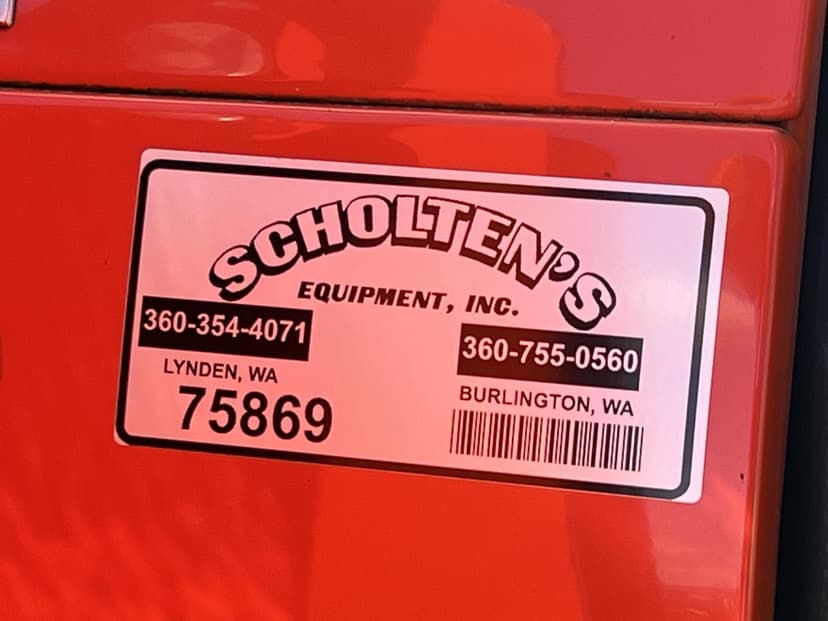 SCHOLTEN'S
EQUIPMENT, INC.
360-354-4071
LYNDEN, WA
75869
360-755-0560
BURLINGTON, WA